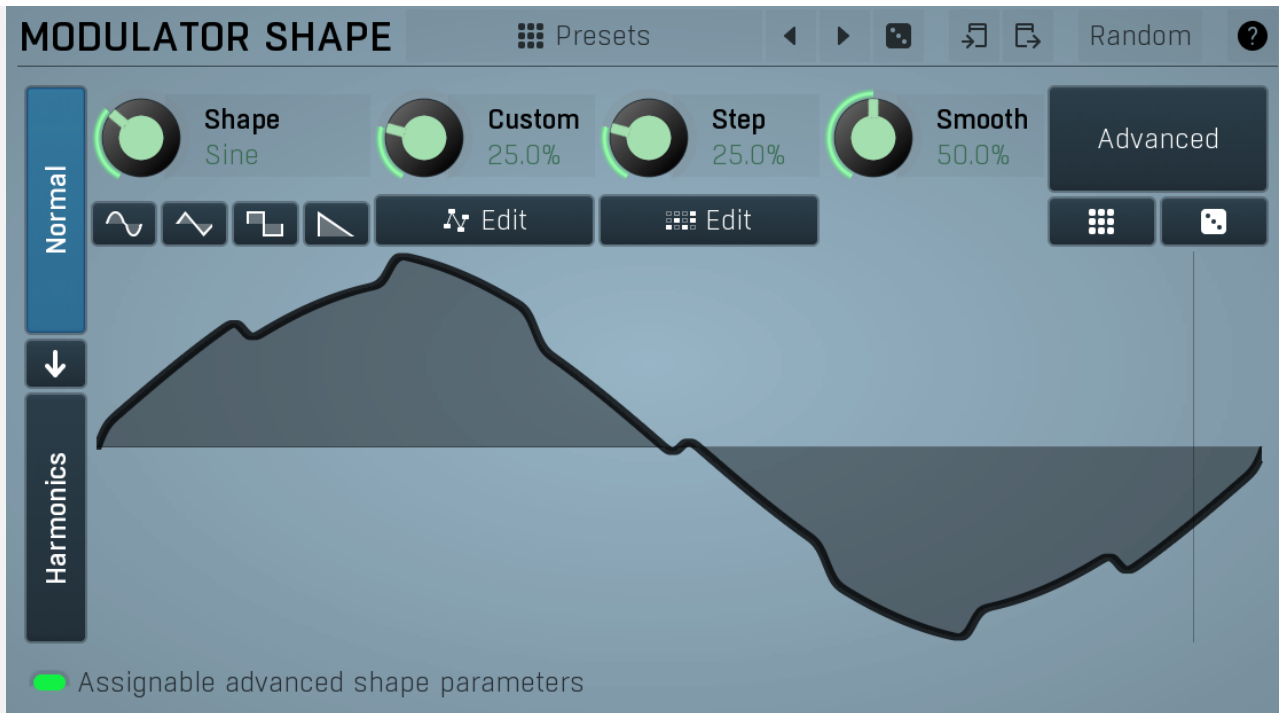 MODULATOR SHAPE Presets Random ?
Shape Custom Step Smooth Advanced
Sine 25.0% 25.0% 50.0%
Normal
Edit Edit
Harmonics
Assignable advanced shape parameters